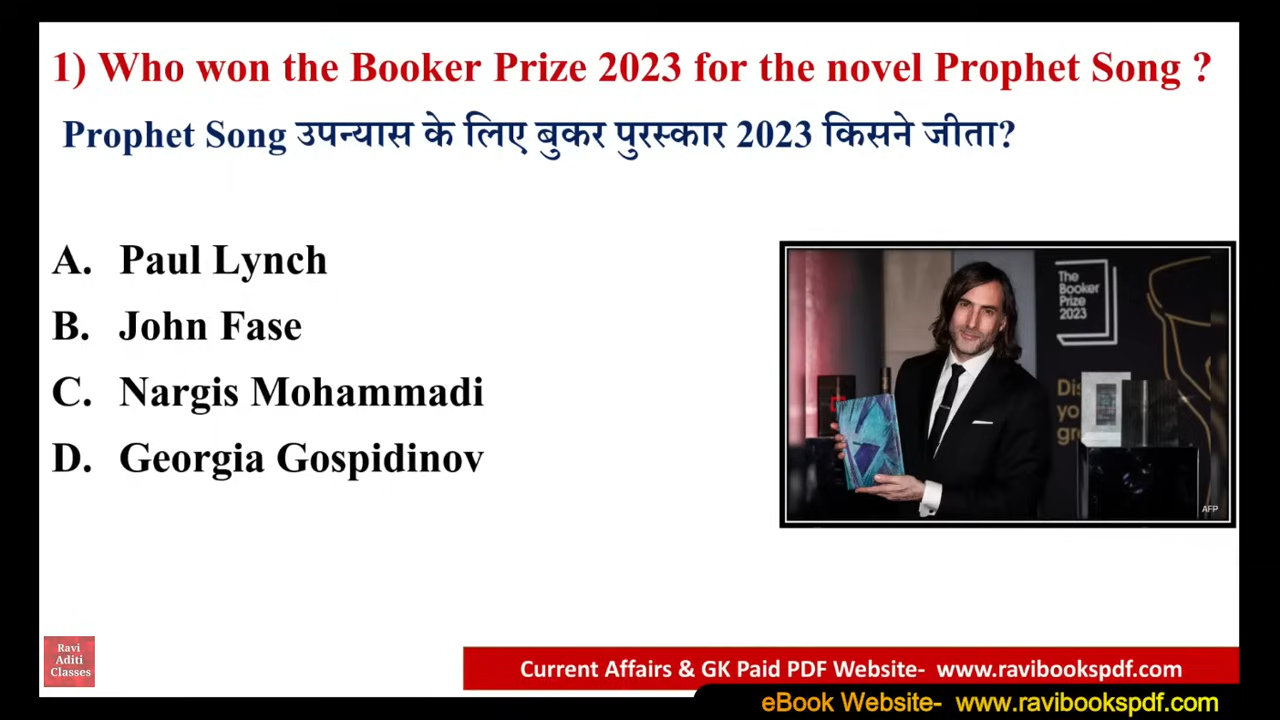 1) Who won the Booker Prize 2023 for the novel Prophet Song ?
Prophet Song उपन्यास के लिए बुकर पुरस्कार 2023 किसने जीता?
A. Paul Lynch
B. John Fase
C. Nargis Mohammadi
D. Georgia Gospidinov
The
Booker
Prize
2023
AFP
Ravi
Aditi
Classes
Current Affairs & GK Paid PDF Website- www.ravibookspdf.com
eBook Website- www.ravibookspdf.com